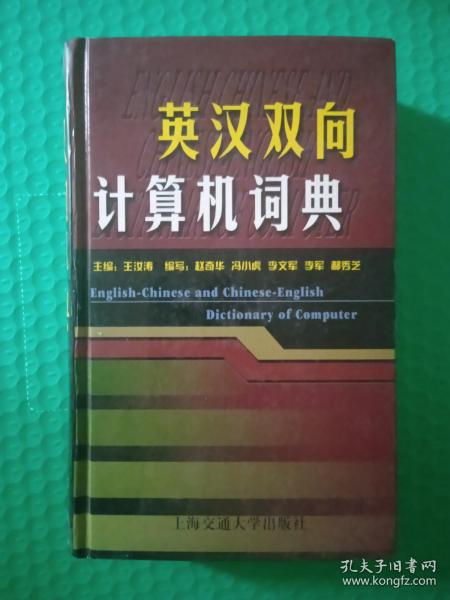 英汉双向
计算机词典
主编：王汝涛 编写：赵奇华 冯小虎 李文军 李军 郝秀芝
English-Chinese and Chinese-English
Dictionary of Computer
上海交通大学出版社
孔夫子旧书网
www.kongfz.com